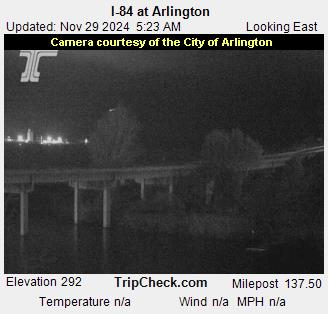 I-84 at Arlington
Updated: Nov 29 2024 5:23 AM Looking East
Camera courtesy of the City of Arlington
Elevation 292 TripCheck.com Milepost 137.50
Temperature n/a Wind n/a MPH n/a